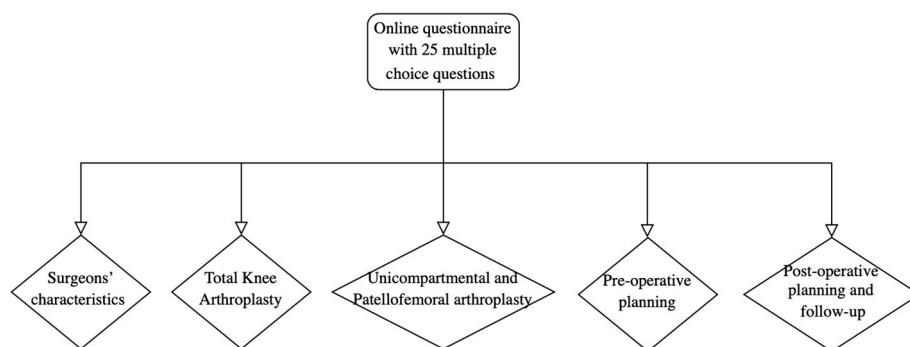 Online questionnaire
with 25 multiple
choice questions
Surgeons’
characteristics
Total Knee
Arthroplasty
Unicompartmental and
Patellofemoral arthroplasty
Pre-operative
planning
Post-operative
planning and
follow-up